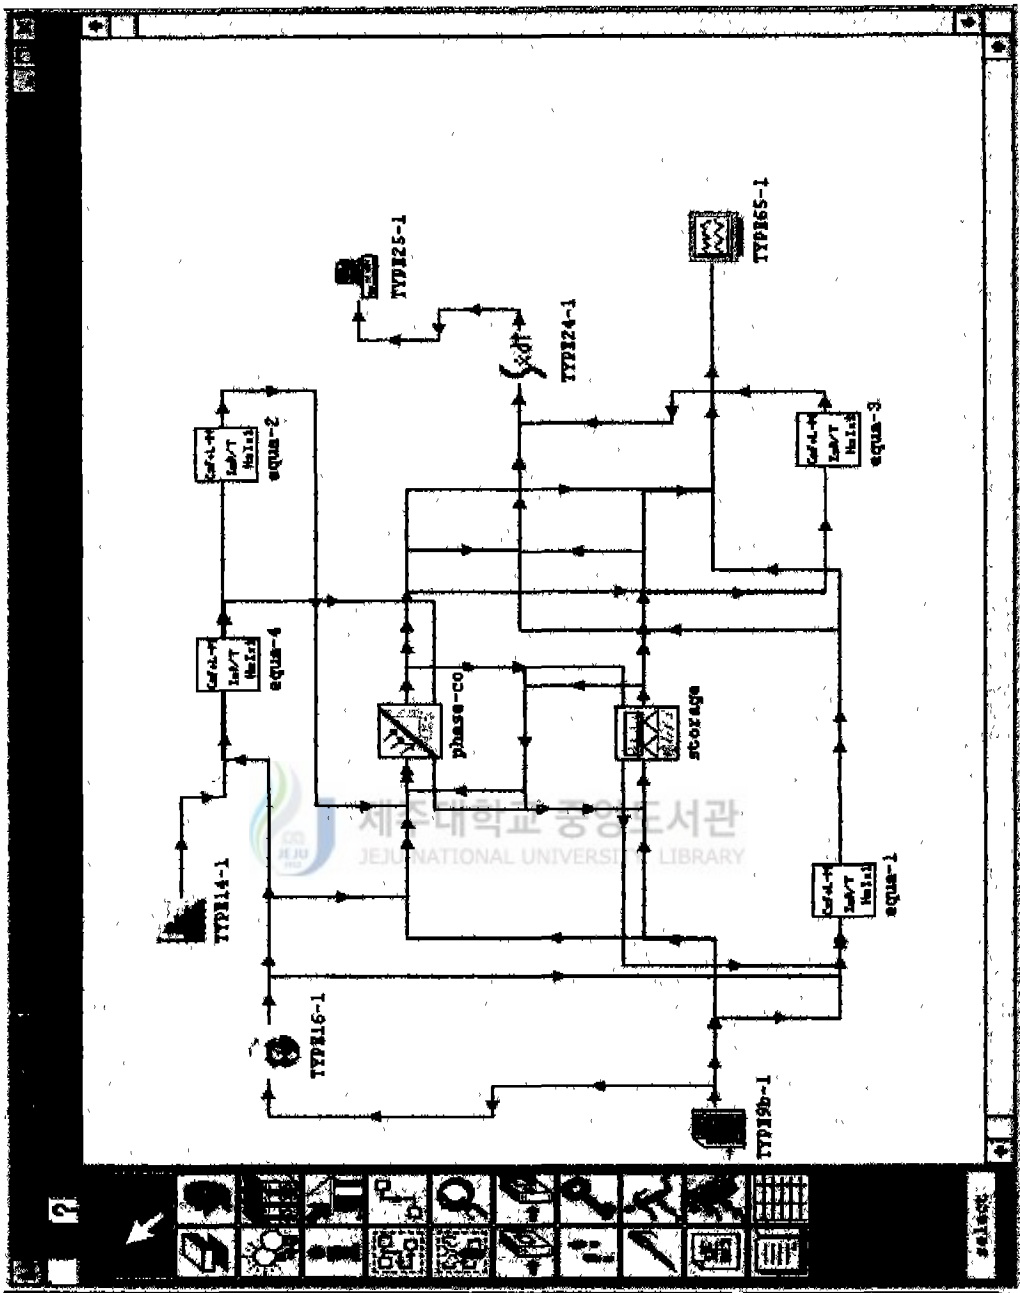 ?
select
TYPE14-1
TYPE16-1
TYPE9b-1
equa-4
equa-2
phase-co
storage
equa-1
equa-3
TYPE24-1
TYPE25-1
TYPE65-1
∫xdt
제주대학교 중앙도서관
JEJU NATIONAL UNIVERSITY LIBRARY
JEJU